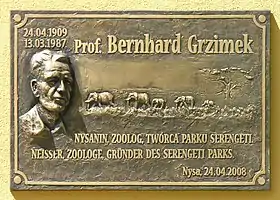 24.04.1909
13.03.1987
Prof. Bernhard Grzimek
NYSANIN, ZOOLOG, TWÓRCA PARKU SERENGETI.
NEISSER, ZOOLOGE, GRÜNDER DES SERENGETI PARKS.
Nysa, 24.04.2008